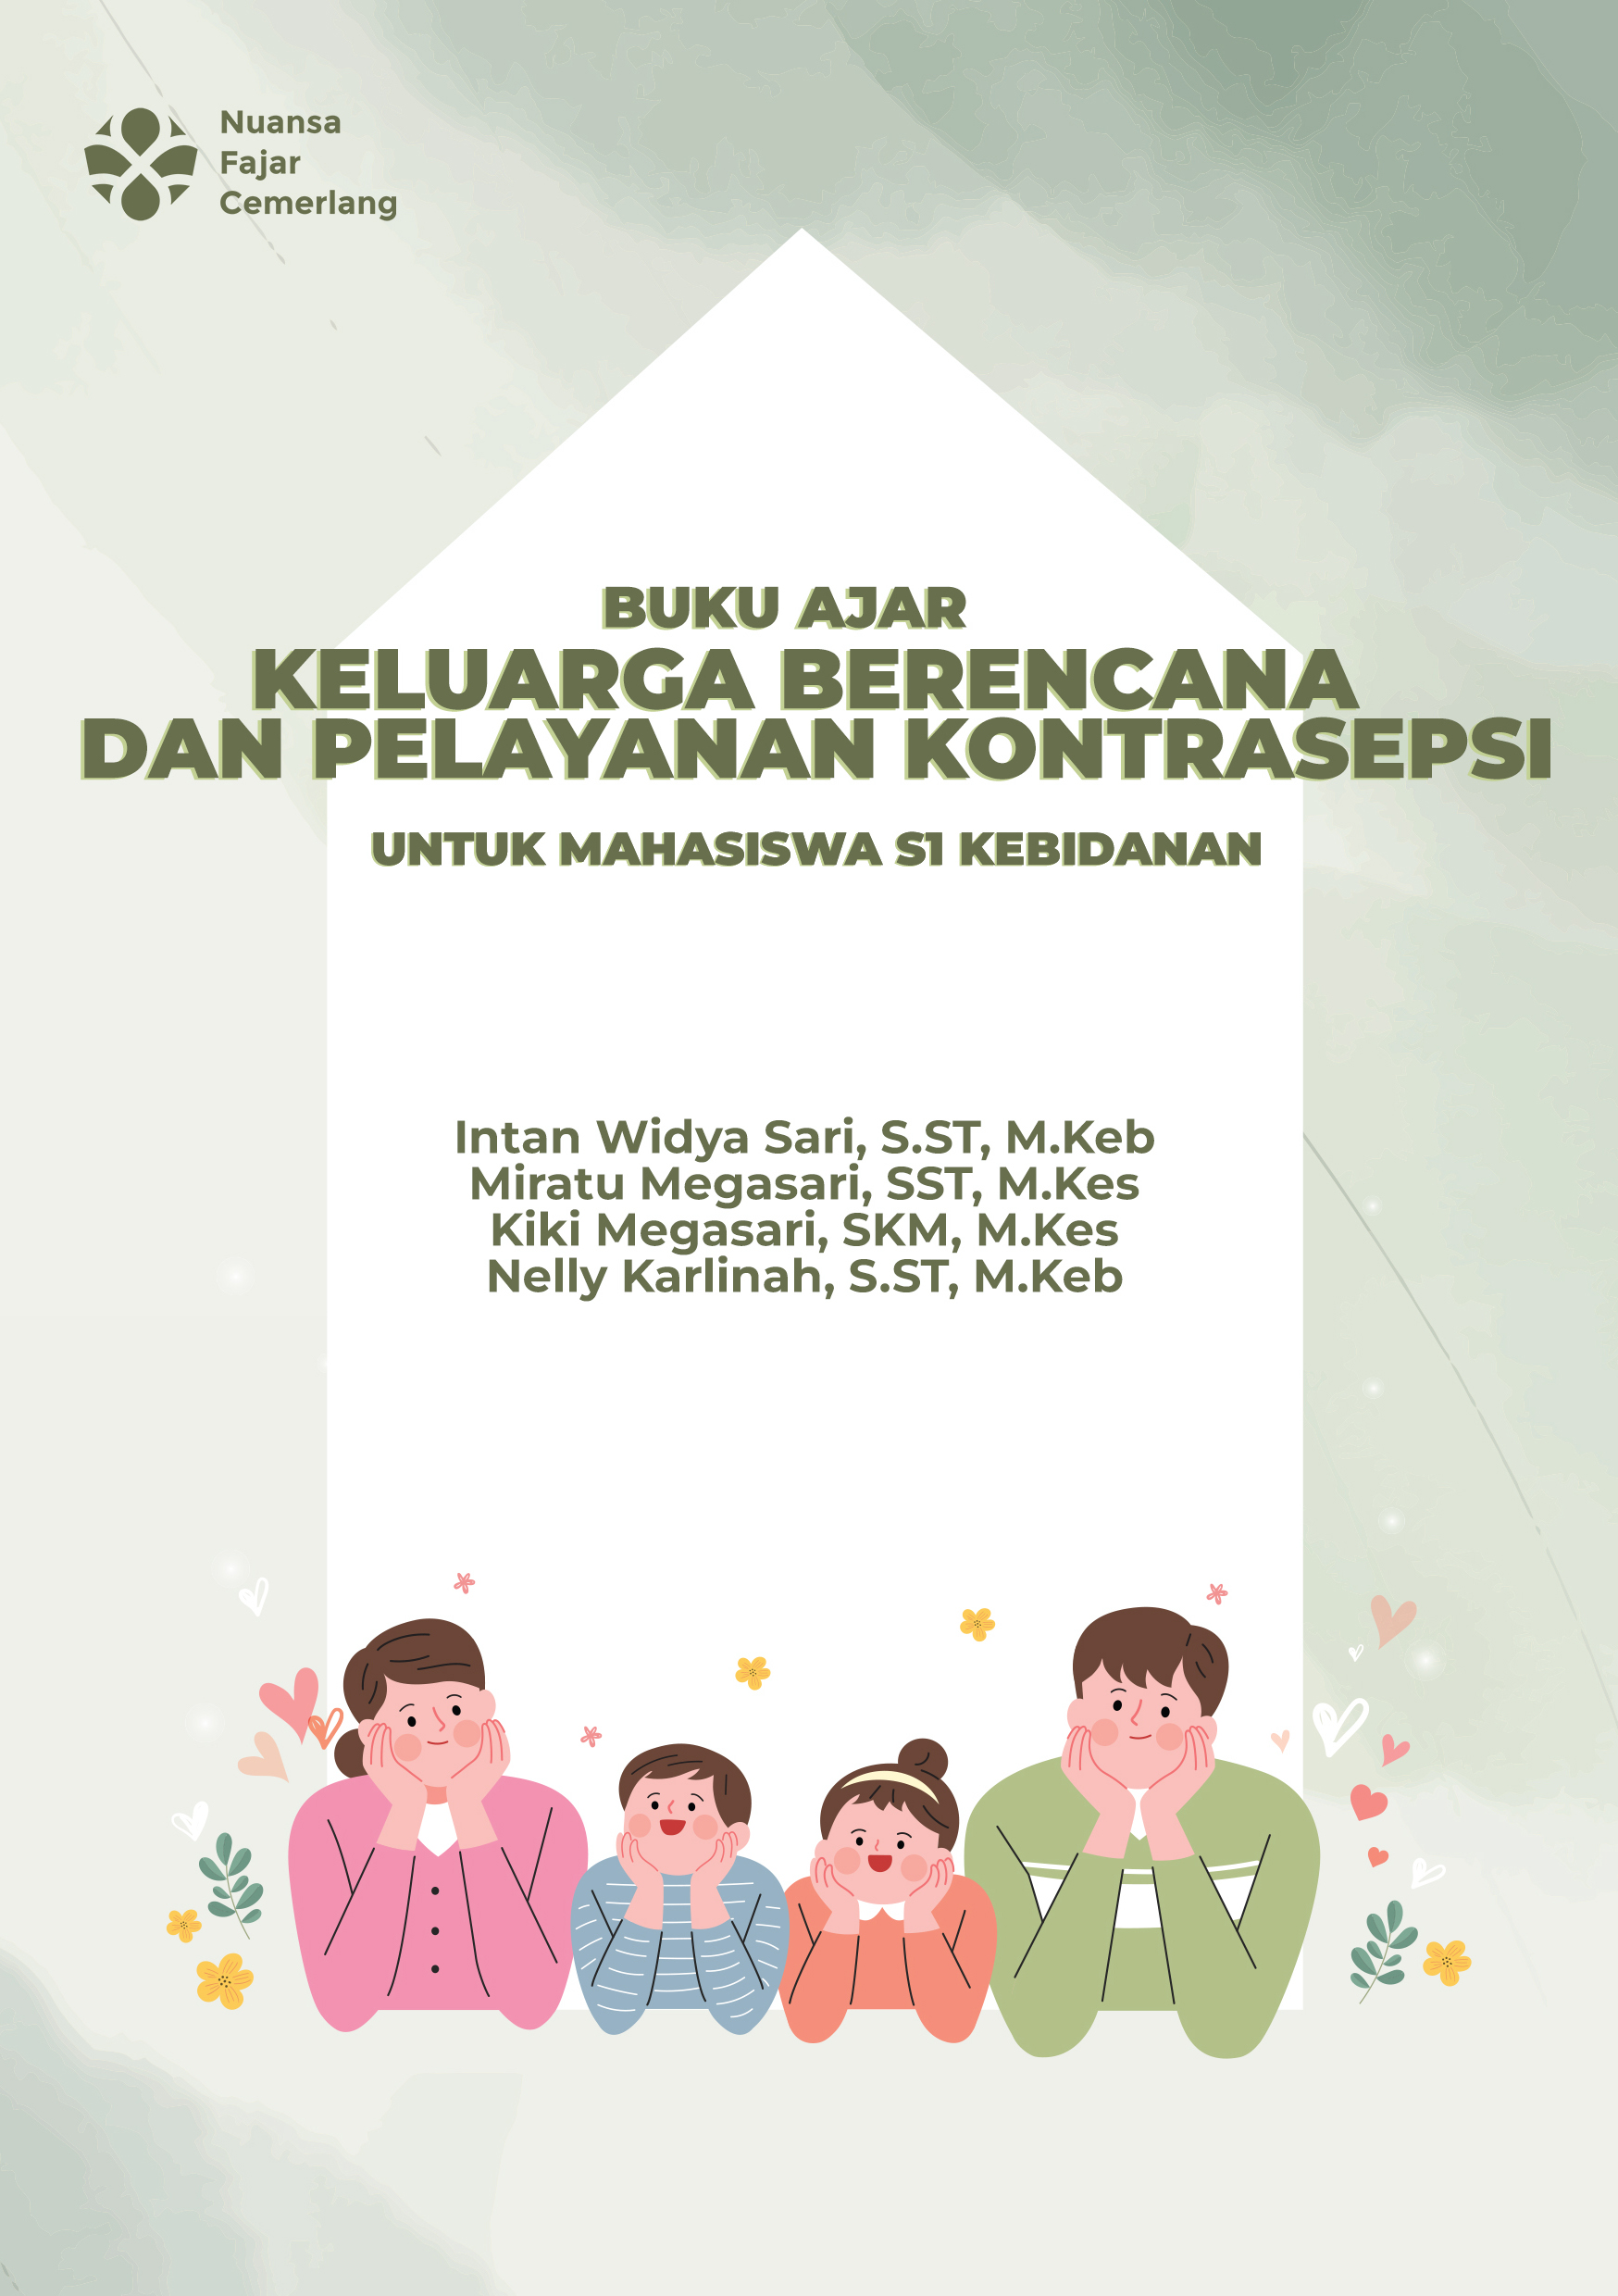 Nuansa
Fajar
Cemerlang
BUKU AJAR
KELUARGA BERENCANA
DAN PELAYANAN KONTRASEPSI
UNTUK MAHASISWA S1 KEBIDANAN
Intan Widya Sari, S.ST, M.Keb
Miratu Megasari, SST, M.Kes
Kiki Megasari, SKM, M.Kes
Nelly Karlinah, S.ST, M.Keb